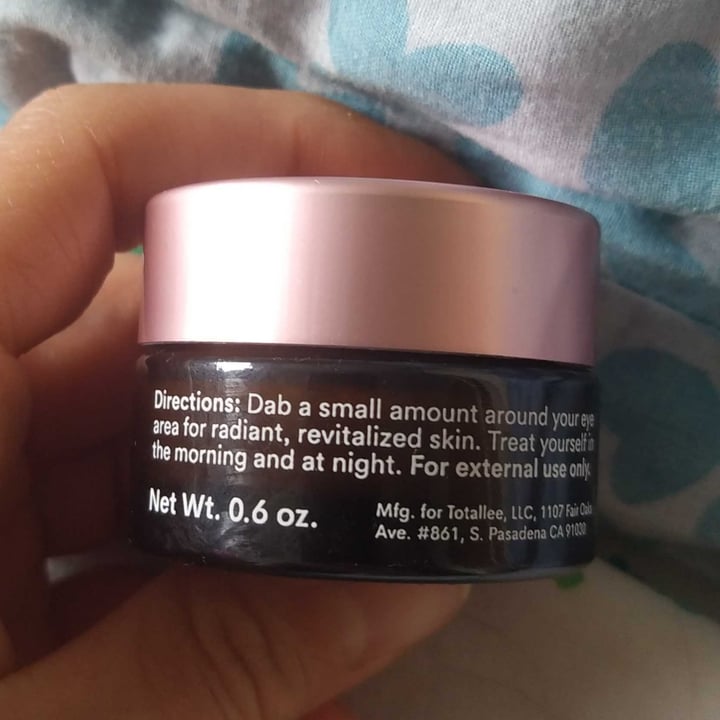 Directions: Dab a small amount around your eye
area for radiant, revitalized skin. Treat yourself in
the morning and at night. For external use only.
Net Wt. 0.6 oz.
Mfg. for Totallee, LLC, 1107 Fair Oaks
Ave. #861, S. Pasadena CA 91030